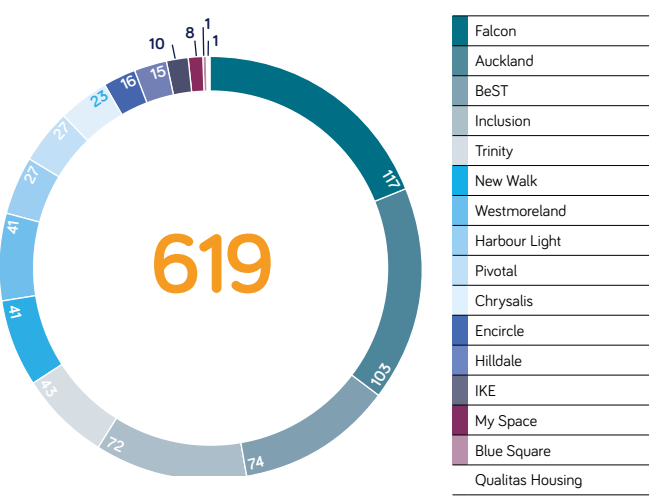 1
8
1
10
16
15
23
27
117
27
41
619
41
103
43
72
74
Falcon
Auckland
BeST
Inclusion
Trinity
New Walk
Westmoreland
Harbour Light
Pivotal
Chrysalis
Encircle
Hilldale
IKE
My Space
Blue Square
Qualitas Housing